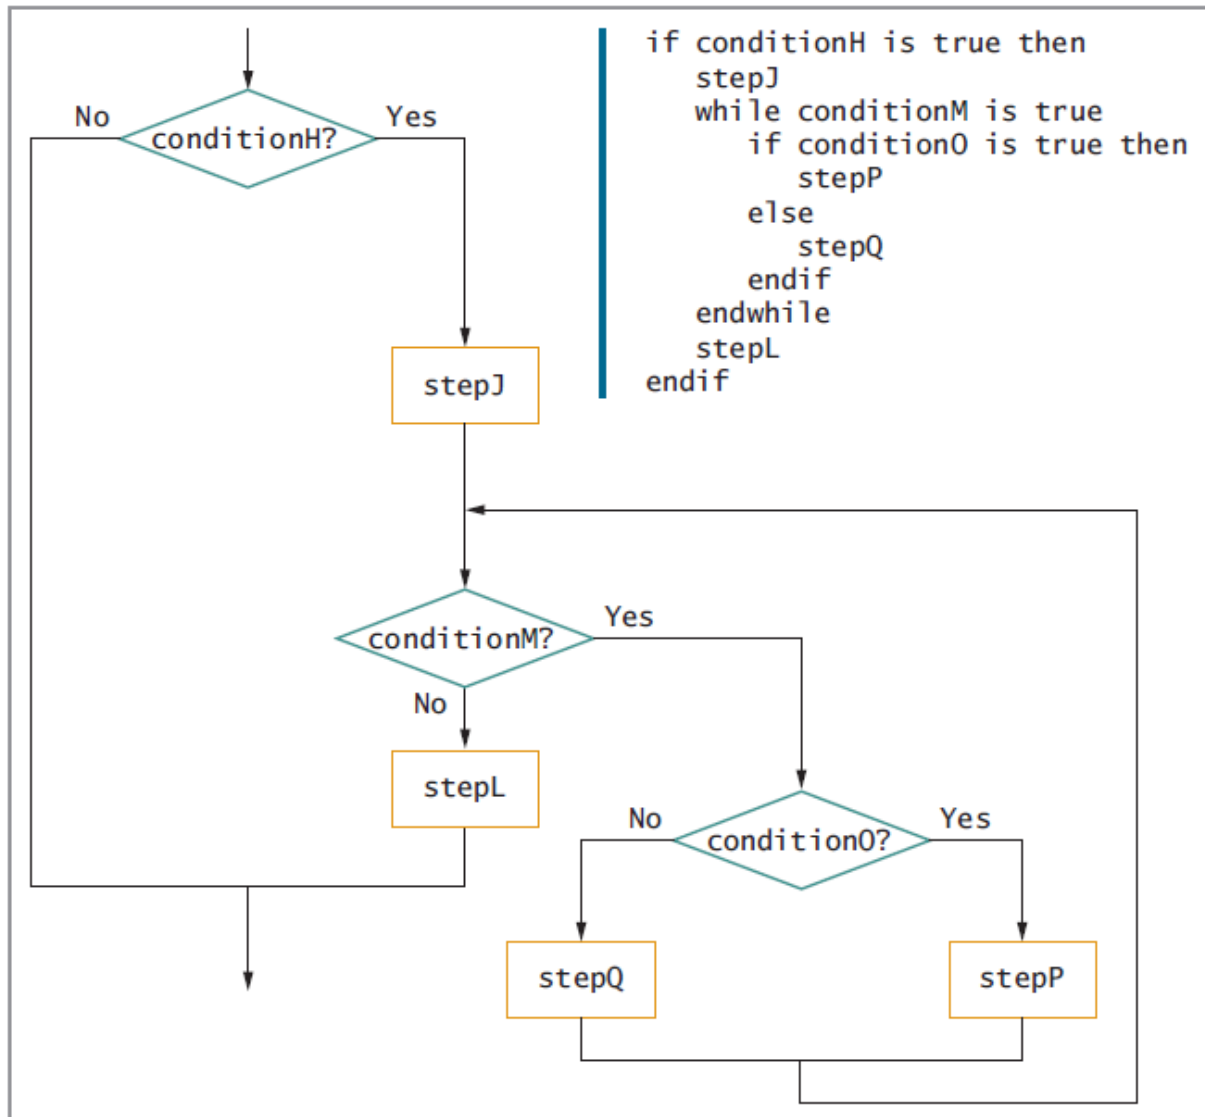 if conditionH is true then
stepJ
while conditionM is true
if conditionO is true then
stepP
else
stepQ
endif
endwhile
stepL
endif
No
Yes
conditionH?
stepJ
Yes
conditionM?
No
stepL
No
Yes
conditionO?
stepQ
stepP